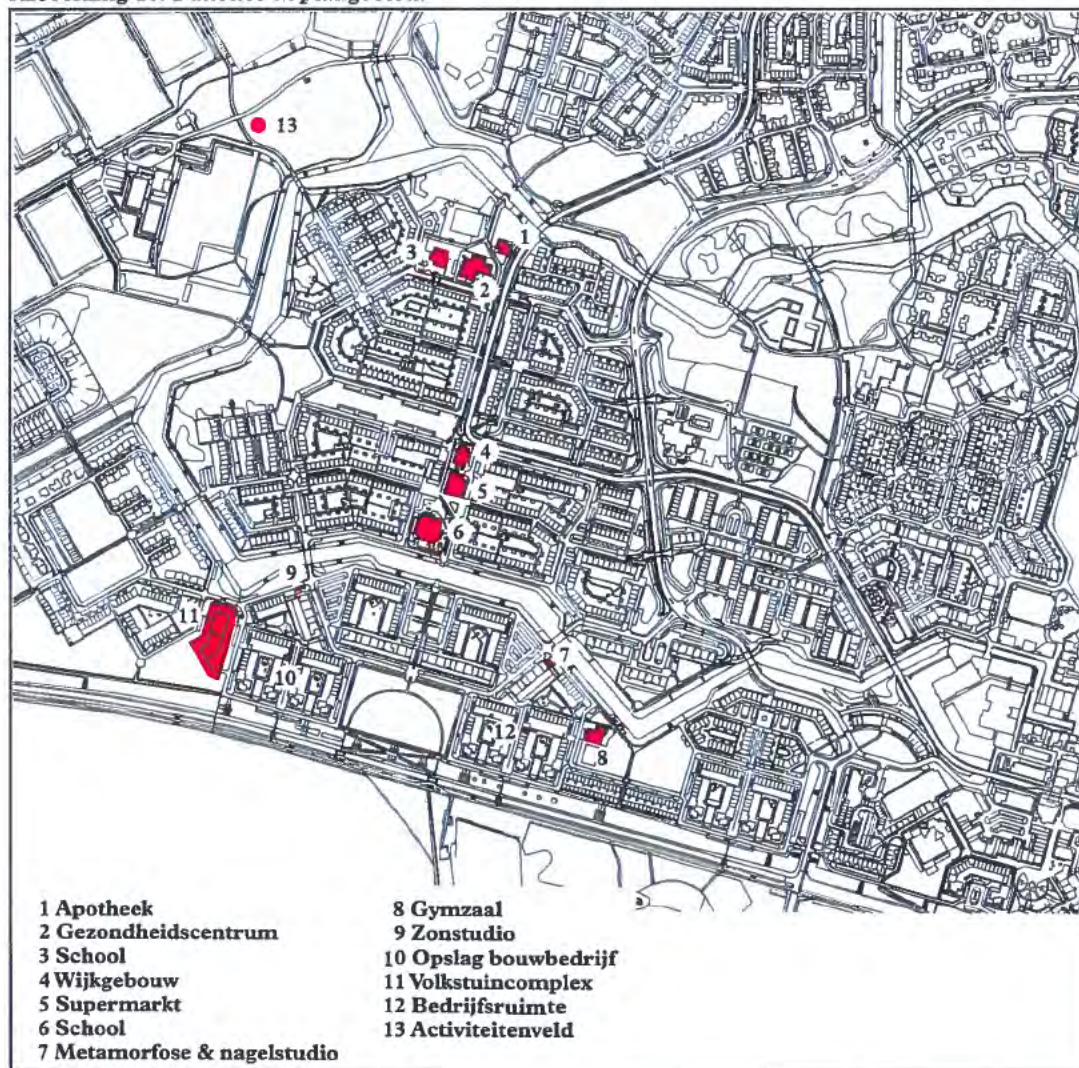 13
1
3
2
4
5
6
9
11
7
10
12
8
1 Apotheek
2 Gezondheidscentrum
3 School
4 Wijkgebouw
5 Supermarkt
6 School
7 Metamorfose & nagelstudio
8 Gymzaal
9 Zonstudio
10 Opslag bouwbedrijf
11 Volkstuincomplex
12 Bedrijfsruimte
13 Activiteitenveld